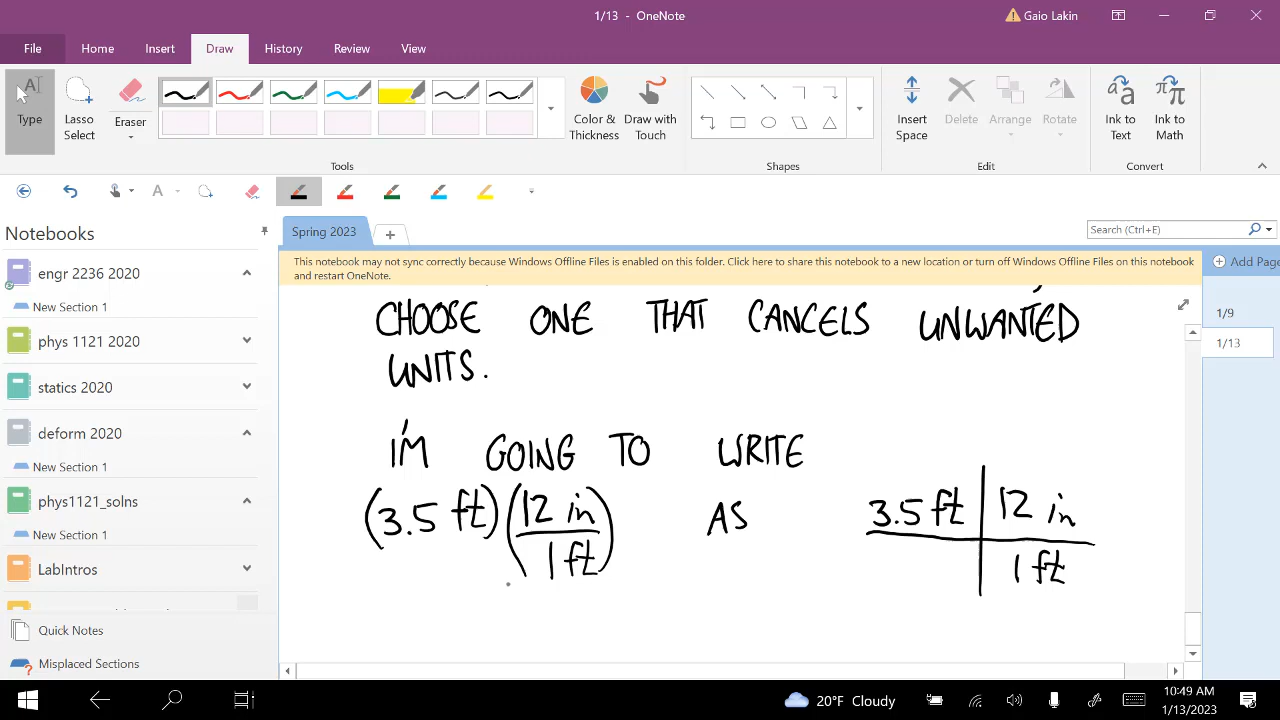 1/13 - OneNote
Gaio Lakin
File Home Insert Draw History Review View
Type
Lasso Select
Eraser
Color & Thickness
Draw with Touch
Insert Space
Delete
Arrange
Rotate
Ink to Text
Ink to Math
Tools
Shapes
Edit
Convert
Notebooks
Spring 2023
Search (Ctrl+E)
This notebook may not sync correctly because Windows Offline Files is enabled on this folder. Click here to share this notebook to a new location or turn off Windows Offline Files on this notebook
and restart OneNote.
Add Page
1/9
1/13
engr 2236 2020
New Section 1
phys 1121 2020
statics 2020
deform 2020
New Section 1
phys1121_solns
New Section 1
LabIntros
Quick Notes
Misplaced Sections
CHOOSE ONE THAT CANCELS UNWANTED
UNITS.
I'M GOING TO WRITE
(3.5 ft)(12 in / 1 ft) AS 3.5 ft | 12 in
1 ft
20°F Cloudy
10:49 AM
1/13/2023